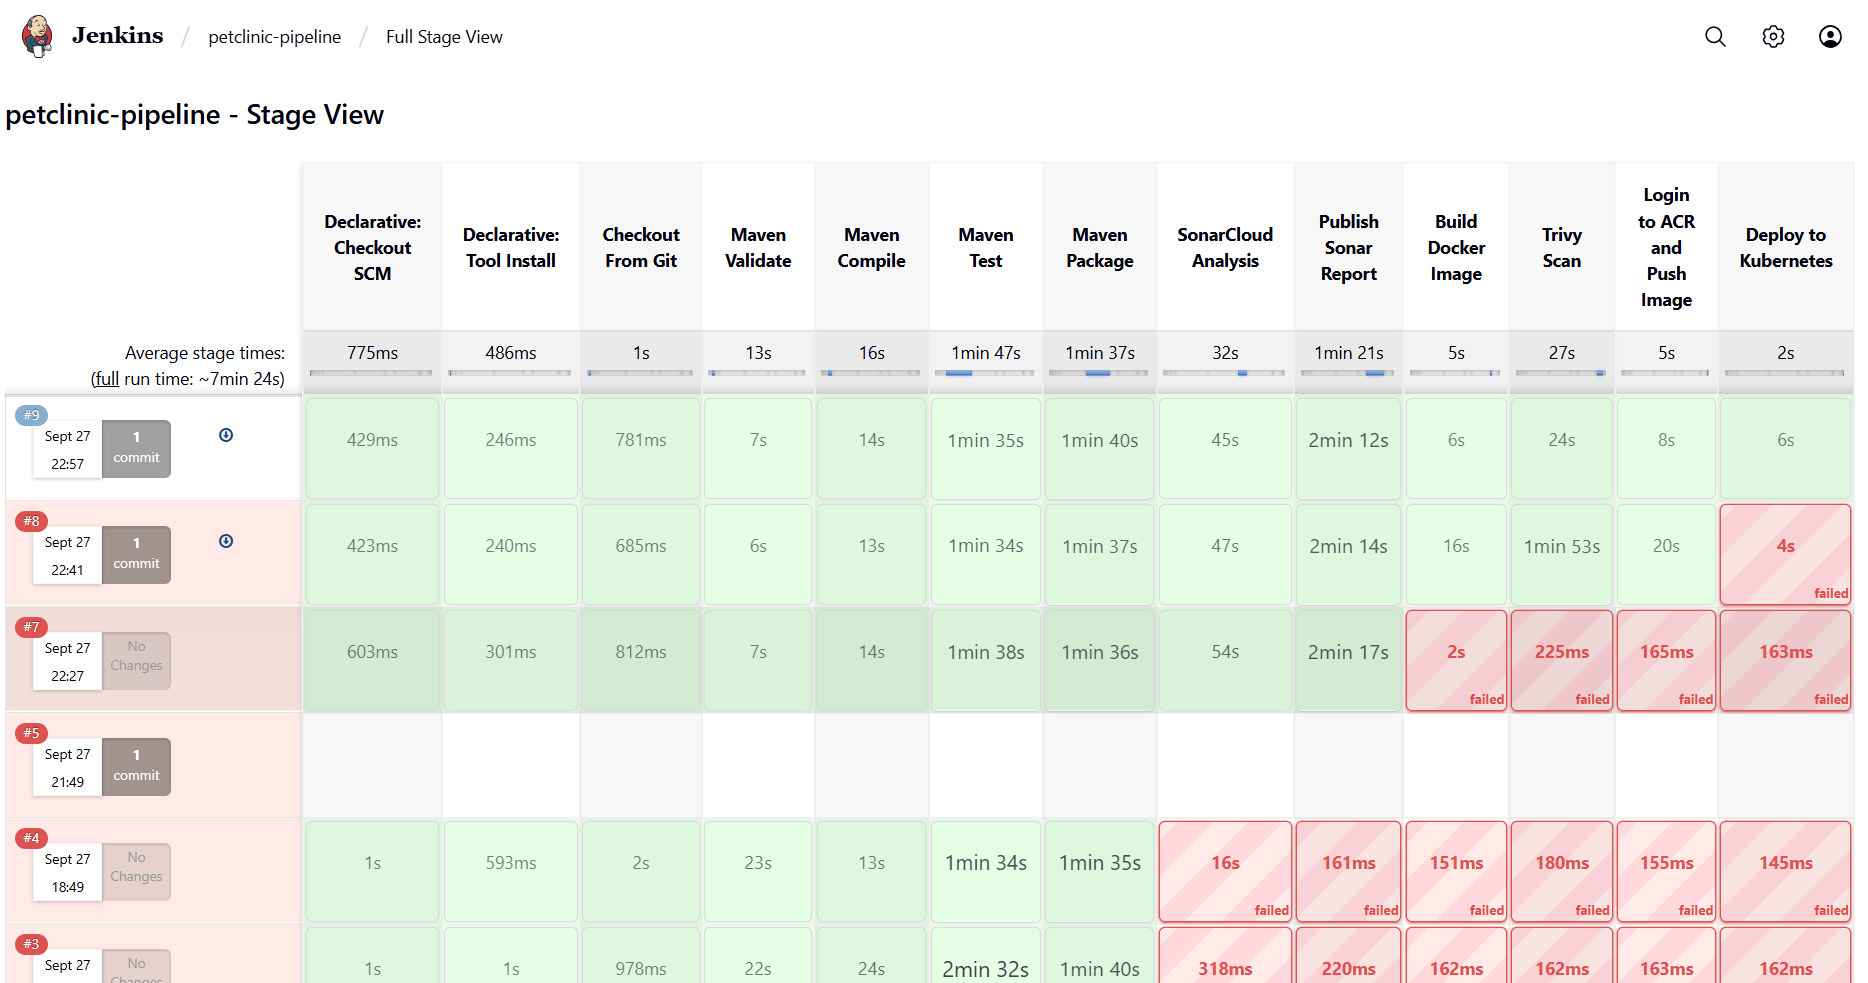 Jenkins / petclinic-pipeline / Full Stage View
petclinic-pipeline - Stage View
Declarative: Checkout SCM
Declarative: Tool Install
Checkout From Git
Maven Validate
Maven Compile
Maven Test
Maven Package
SonarCloud Analysis
Publish Sonar Report
Build Docker Image
Trivy Scan
Login to ACR and Push Image
Deploy to Kubernetes
Average stage times:
(full run time: ~7min 24s)
775ms 486ms 1s 13s 16s 1min 47s 1min 37s 32s 1min 21s 5s 27s 5s 2s
#9
Sept 27
22:57
1
commit
429ms 246ms 781ms 7s 14s 1min 35s 1min 40s 45s 2min 12s 6s 24s 8s 6s
#8
Sept 27
22:41
1
commit
423ms 240ms 685ms 6s 13s 1min 34s 1min 37s 47s 2min 14s 16s 1min 53s 20s 4s
failed
#7
Sept 27
22:27
No
Changes
603ms 301ms 812ms 7s 14s 1min 38s 1min 36s 54s 2min 17s 2s 225ms 165ms 163ms
failed failed failed failed
#5
Sept 27
21:49
1
commit
#4
Sept 27
18:49
No
Changes
1s 593ms 2s 23s 13s 1min 34s 1min 35s 16s 161ms 151ms 180ms 155ms 145ms
failed failed failed failed failed failed
#3
Sept 27
No
Changes
1s 1s 978ms 22s 24s 2min 32s 1min 40s 318ms 220ms 162ms 162ms 163ms 162ms